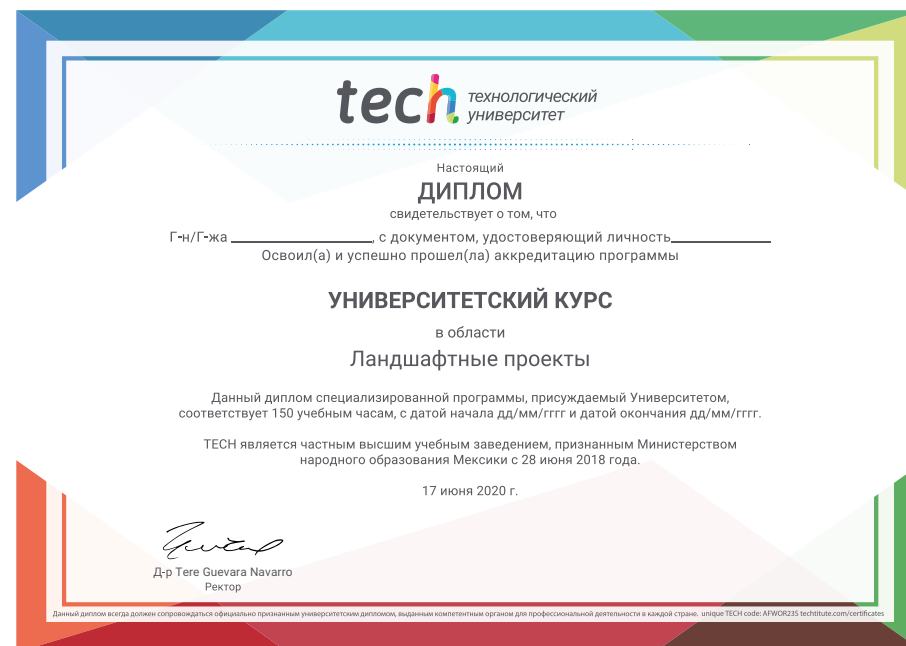 tech технологический
университет
Настоящий
ДИПЛОМ
свидетельствует о том, что
Г-н/Г-жа , с документом, удостоверяющий личность
Освоил(а) и успешно прошел(ла) аккредитацию программы
УНИВЕРСИТЕТСКИЙ КУРС
в области
Ландшафтные проекты
Данный диплом специализированной программы, присуждаемый Университетом,
соответствует 150 учебным часам, с датой начала дд/мм/гггг и датой окончания дд/мм/гггг.
TECH является частным высшим учебным заведением, признанным Министерством
народного образования Мексики с 28 июня 2018 года.
17 июня 2020 г.
Д-р Tere Guevara Navarro
Ректор
Данный диплом всегда должен сопровождаться официально признанным университетским дипломом, выданным компетентным органом для профессиональной деятельности в каждой стране. unique TECH code: AFWOR23S techtitute.com/certificates